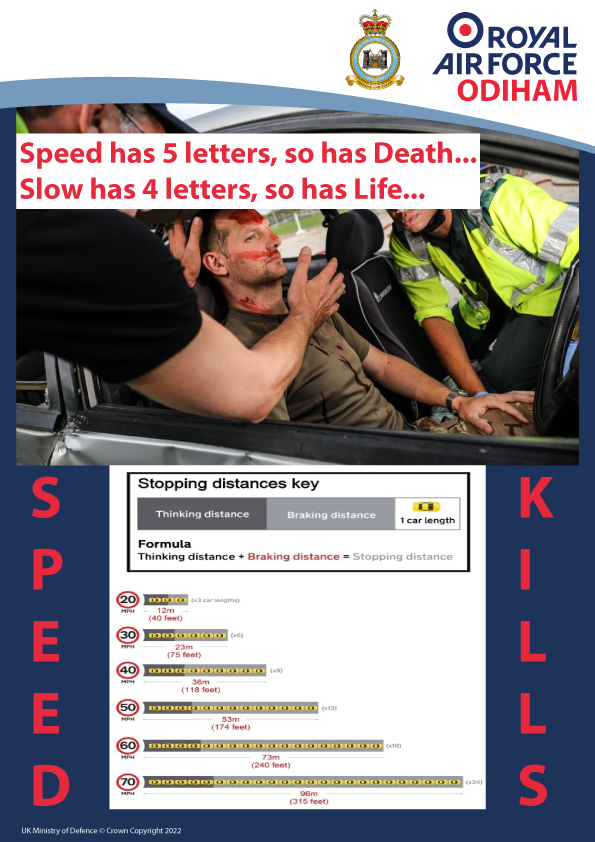 ROYAL
AIR FORCE
ODIHAM
Speed has 5 letters, so has Death...
Slow has 4 letters, so has Life...
S
P
E
E
D
K
I
L
L
S
Stopping distances key
Thinking distance
Braking distance
1 car length
Formula
Thinking distance + Braking distance = Stopping distance
20
MPH
(x3 car lengths)
12m
(40 feet)
30
MPH
(x6)
23m
(75 feet)
40
MPH
(x9)
36m
(118 feet)
50
MPH
(x13)
53m
(174 feet)
60
MPH
(x18)
73m
(240 feet)
70
MPH
(x24)
96m
(315 feet)
UK Ministry of Defence © Crown Copyright 2022